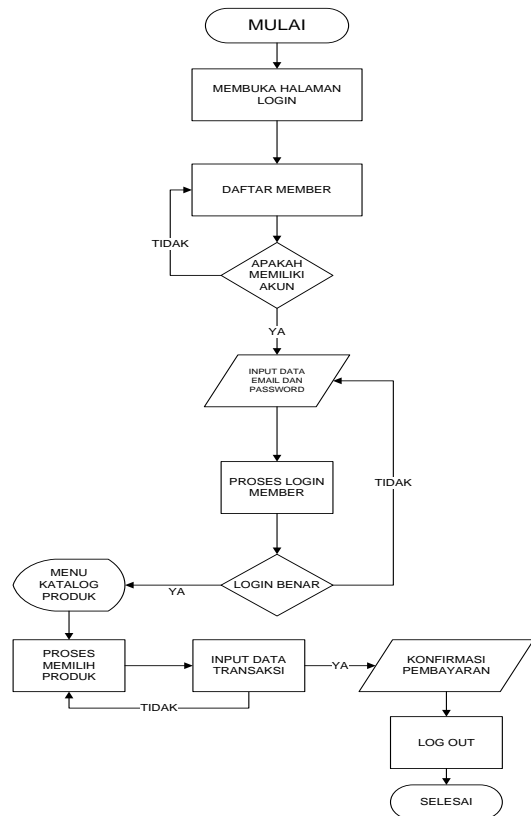 MULAI
MEMBUKA HALAMAN
LOGIN
DAFTAR MEMBER
TIDAK
APAKAH
MEMILIKI
AKUN
YA
INPUT DATA
EMAIL DAN
PASSWORD
PROSES LOGIN
MEMBER
TIDAK
LOGIN BENAR
YA
MENU
KATALOG
PRODUK
PROSES
MEMILIH
PRODUK
INPUT DATA
TRANSAKSI
YA
TIDAK
KONFIRMASI
PEMBAYARAN
LOG OUT
SELESAI